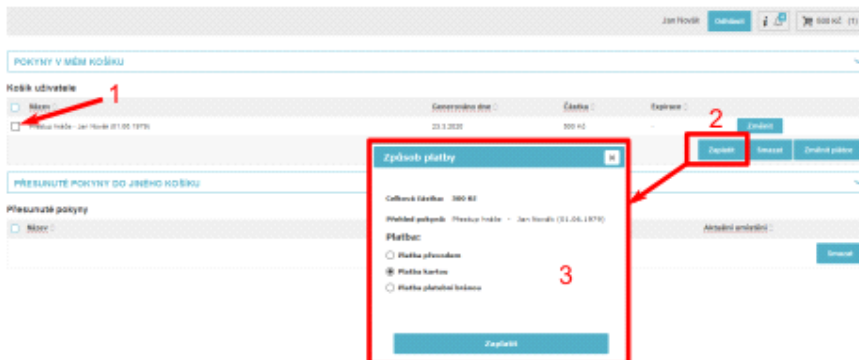 Jan Novák Odhlásit i 500 Kč (1)
POKYNY V MÉM KOŠÍKU
Košík uživatele
1
Název Generováno dne Částka Expirace
Přestup hráče - Jan Novák (01.06.1979) 23.3.2020 500 Kč - Změnit
2
Zaplatit Smazat Změnit plátce
Způsob platby
PŘESUNUTÉ POKYNY DO JINÉHO KOŠÍKU
Celková částka: 500 Kč
Přesunuté pokyny
Přehled pokynů: Přestup hráče - Jan Novák (01.06.1979)
Název Aktuální umístění
Platba:
Platba převodem
Smazat
Platba kartou
3
Platba platební bránou
Zaplatit